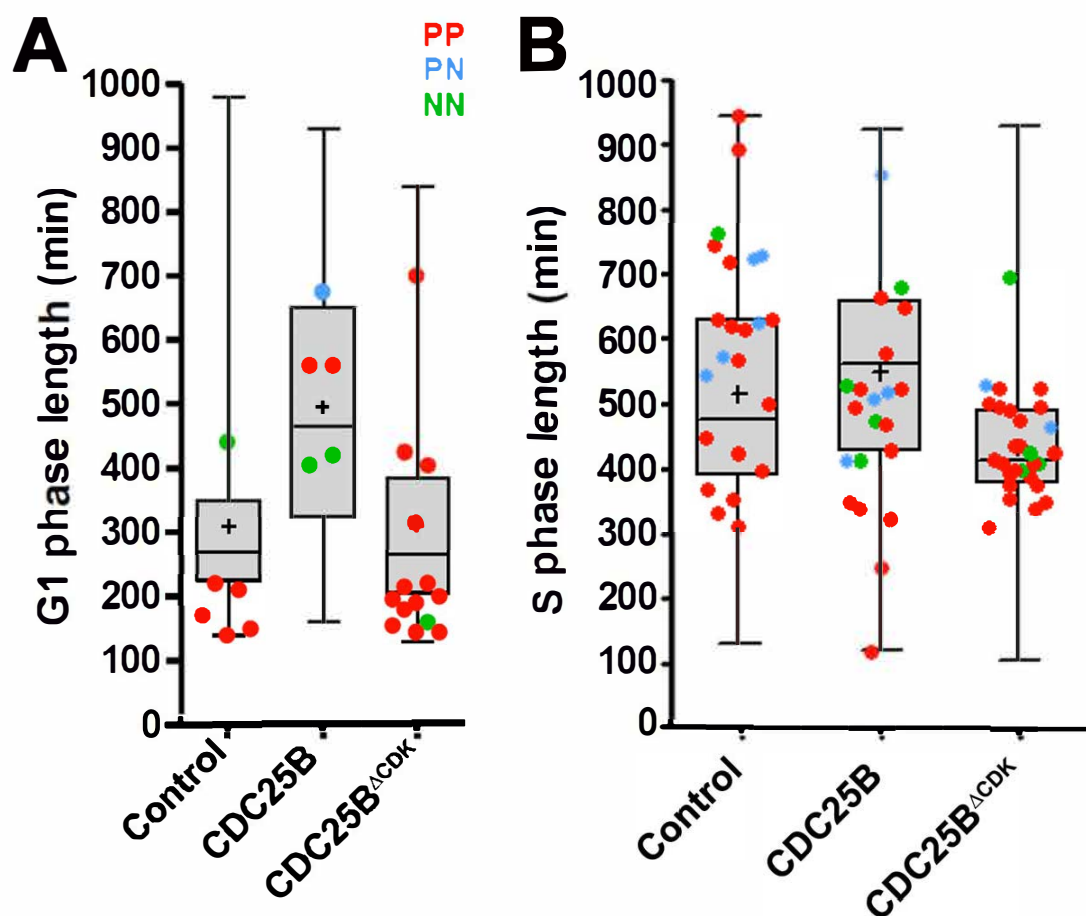 A
PP
PN
NN
G1 phase length (min)
1000
900
800
700
600
500
400
300
200
100
0
Control
CDC25B
CDC25BΔCDK
B
S phase length (min)
1000
900
800
700
600
500
400
300
200
100
0
Control
CDC25B
CDC25BΔCDK